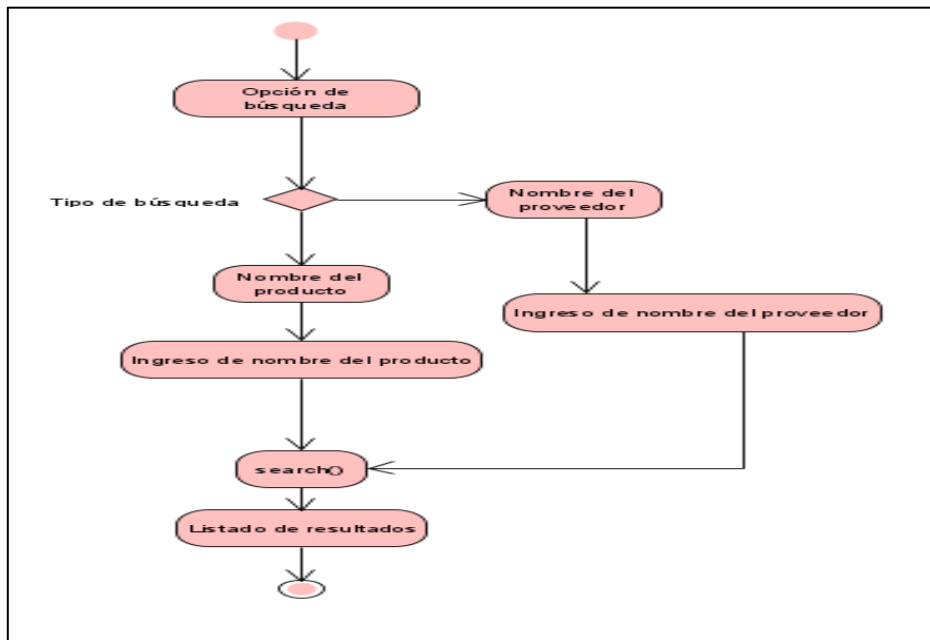 Opción de
búsqueda
Tipo de búsqueda
Nombre del
proveedor
Nombre del
producto
Ingreso de nombre del proveedor
Ingreso de nombre del producto
search()
Listado de resultados